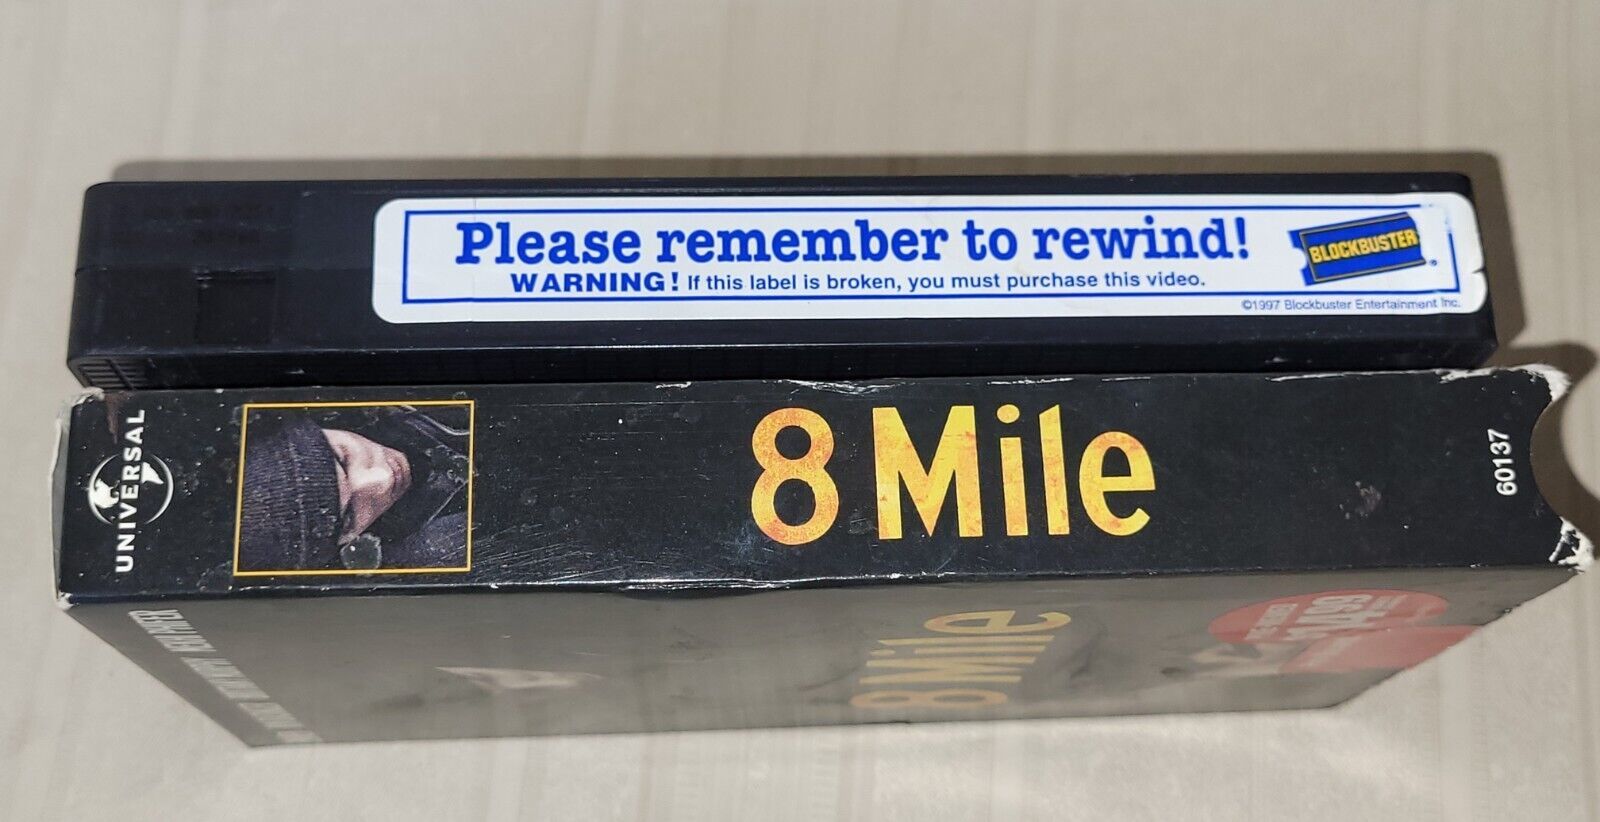 Please remember to rewind!
WARNING! If this label is broken, you must purchase this video.
BLOCKBUSTER
©1997 Blockbuster Entertainment Inc.
UNIVERSAL
8 Mile
60137
8 Mile